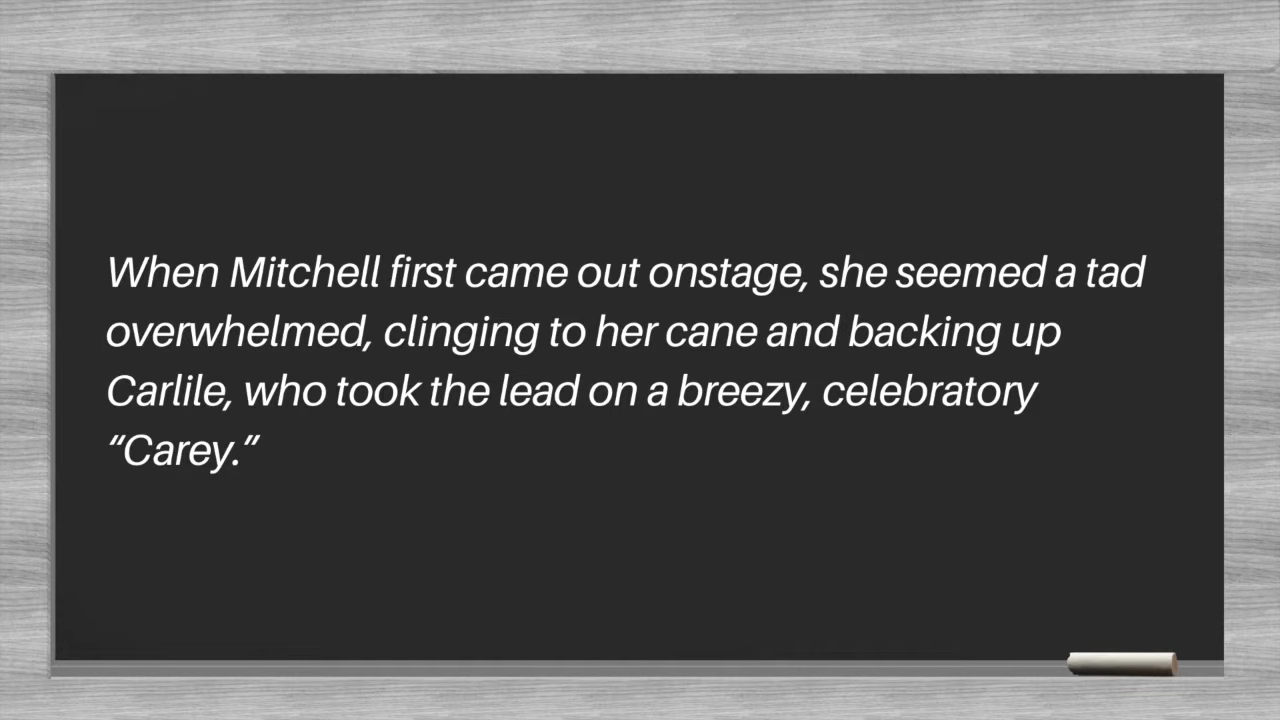 When Mitchell first came out onstage, she seemed a tad
overwhelmed, clinging to her cane and backing up
Carlile, who took the lead on a breezy, celebratory
“Carey.”